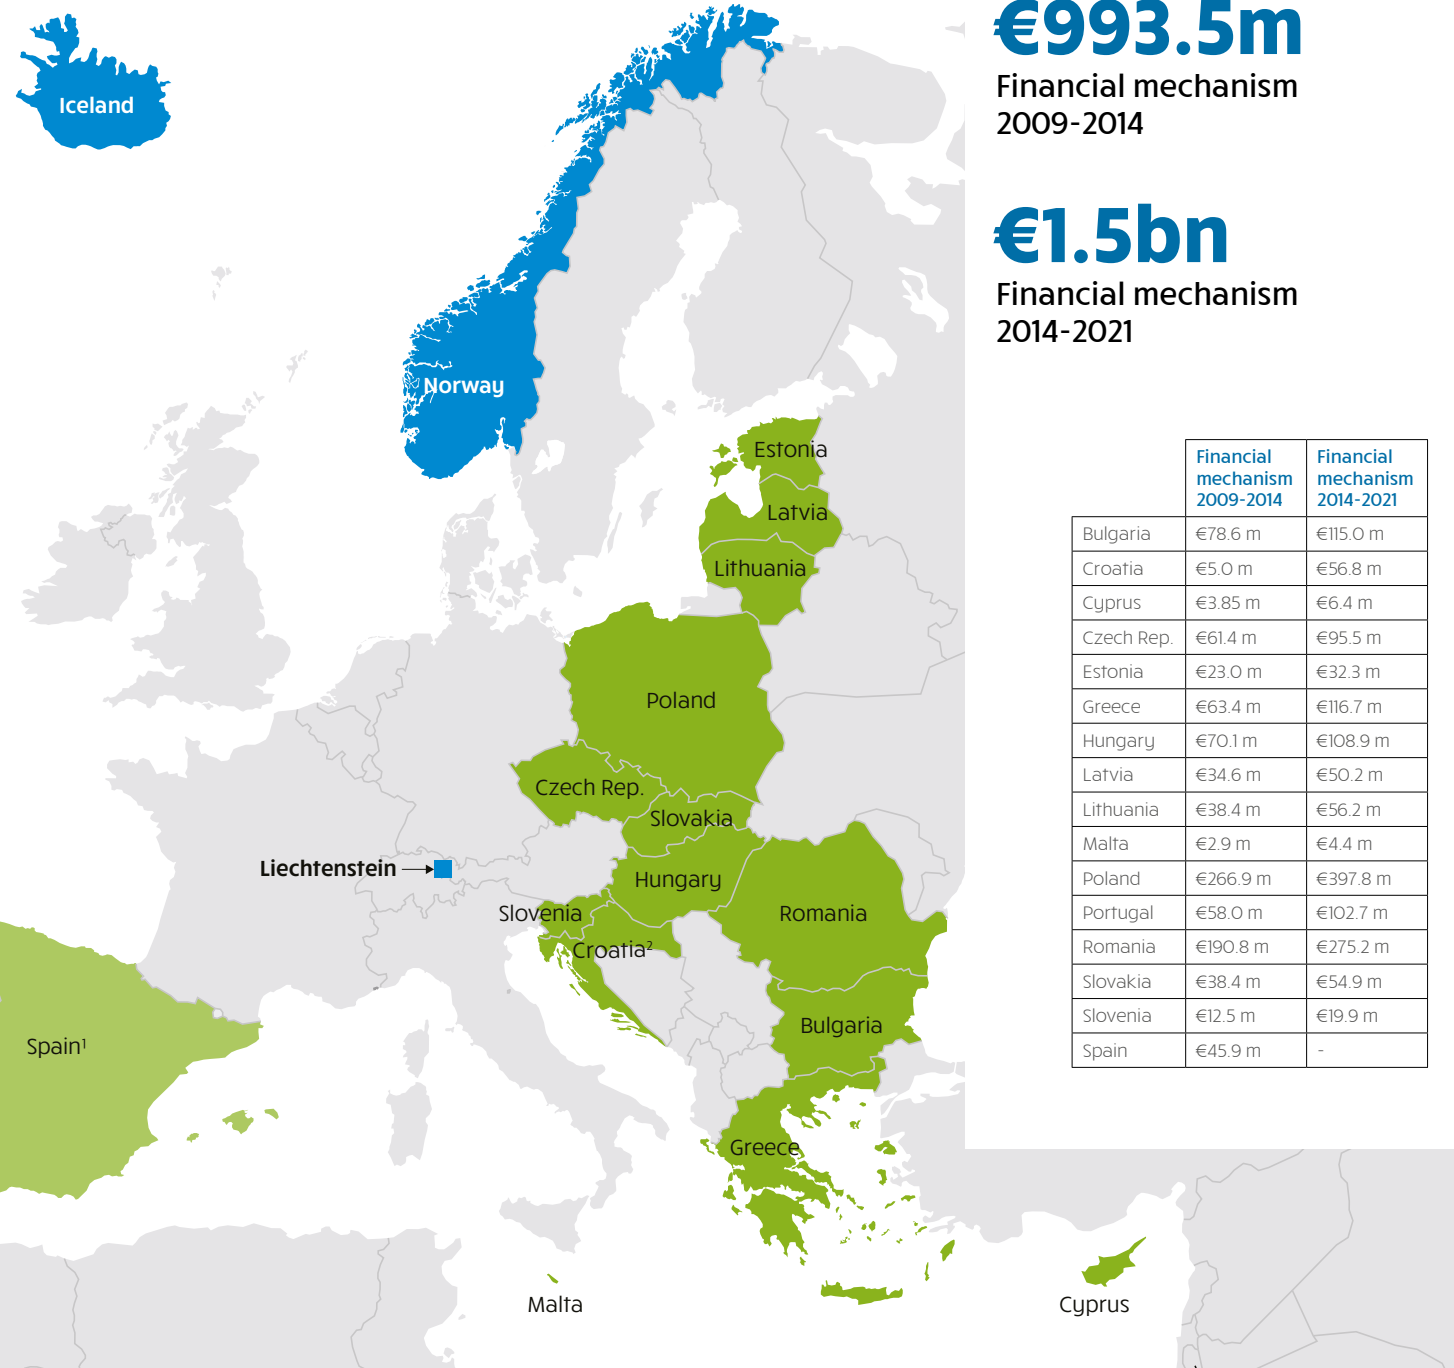 €993.5m
Financial mechanism
2009-2014
€1.5bn
Financial mechanism
2014-2021
Iceland
Norway
Estonia
Latvia
Lithuania
Poland
Czech Rep.
Slovakia
Liechtenstein
Hungary
Slovenia
Romania
Croatia²
Bulgaria
Spain¹
Greece
Malta
Cyprus
Financial mechanism 2009-2014 Financial mechanism 2014-2021
Bulgaria €78.6 m €115.0 m
Croatia €5.0 m €56.8 m
Cyprus €3.85 m €6.4 m
Czech Rep. €61.4 m €95.5 m
Estonia €23.0 m €32.3 m
Greece €63.4 m €116.7 m
Hungary €70.1 m €108.9 m
Latvia €34.6 m €50.2 m
Lithuania €38.4 m €56.2 m
Malta €2.9 m €4.4 m
Poland €266.9 m €397.8 m
Portugal €58.0 m €102.7 m
Romania €190.8 m €275.2 m
Slovakia €38.4 m €54.9 m
Slovenia €12.5 m €19.9 m
Spain €45.9 m -